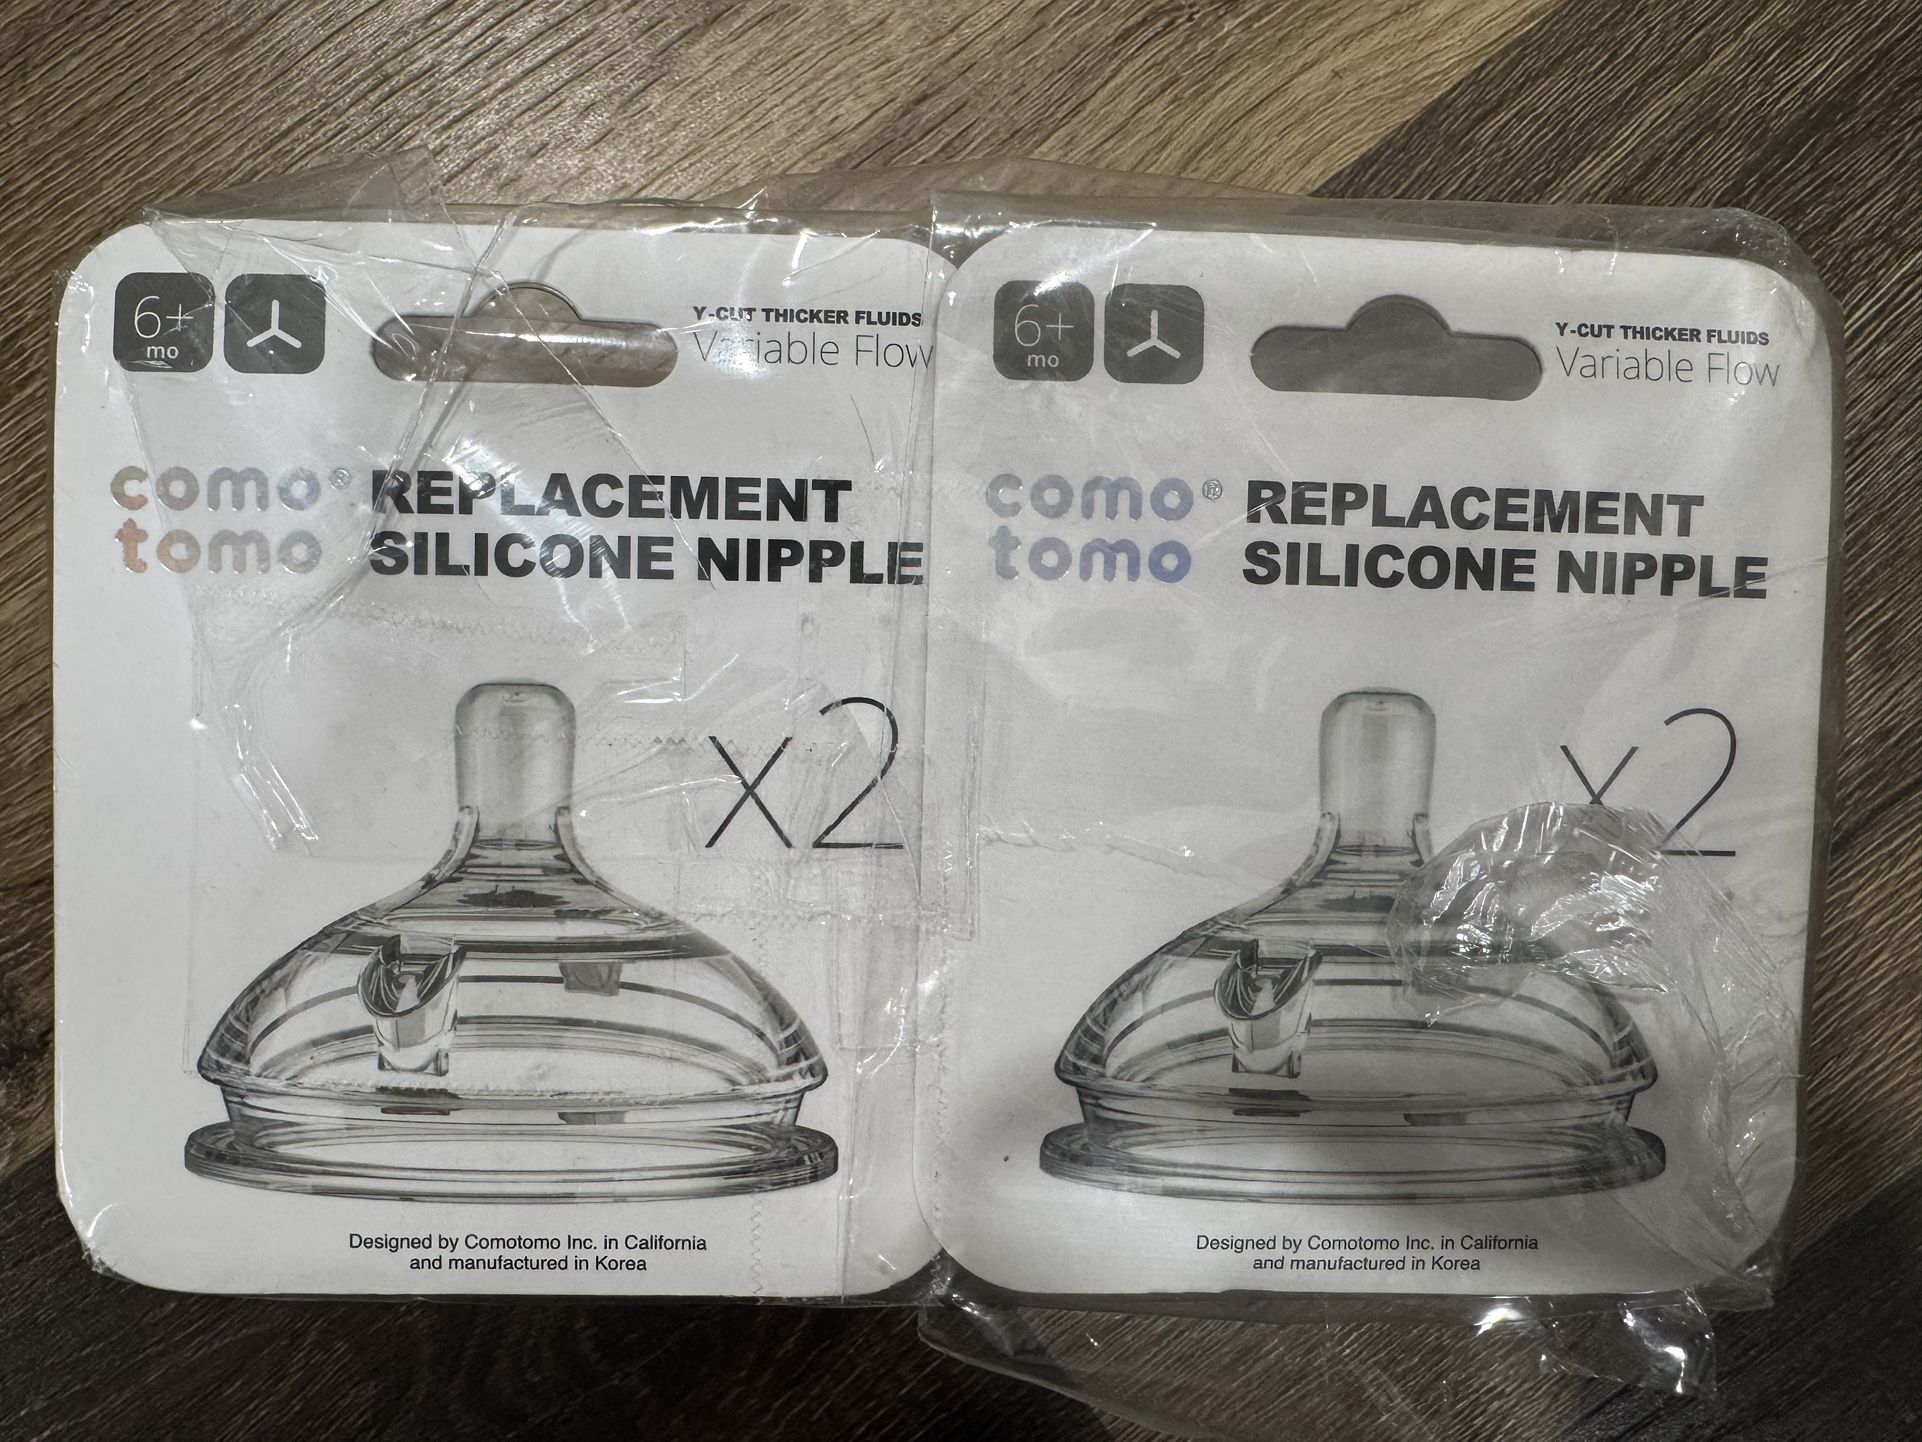 6+
mo
Y-CUT THICKER FLUIDS
Variable Flow
como®
tomo
REPLACEMENT
SILICONE NIPPLE
x2
Designed by Comotomo Inc. in California
and manufactured in Korea
6+
mo
Y-CUT THICKER FLUIDS
Variable Flow
como®
tomo
REPLACEMENT
SILICONE NIPPLE
x2
Designed by Comotomo Inc. in California
and manufactured in Korea